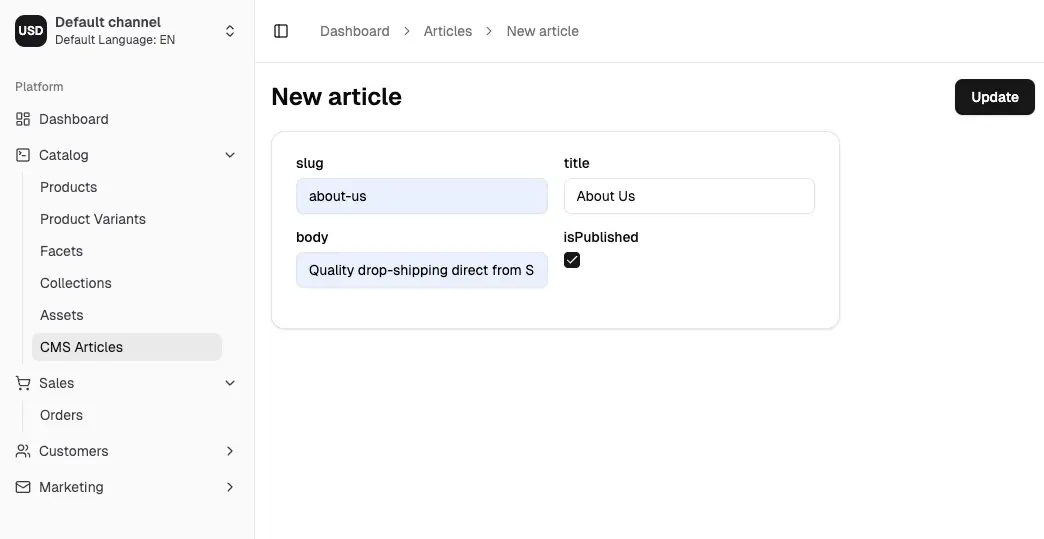 USD
Default channel
Default Language: EN
Platform
Dashboard
Catalog
Products
Product Variants
Facets
Collections
Assets
CMS Articles
Sales
Orders
Customers
Marketing
Dashboard > Articles > New article
New article
Update
slug
about-us
title
About Us
body
Quality drop-shipping direct from S
isPublished